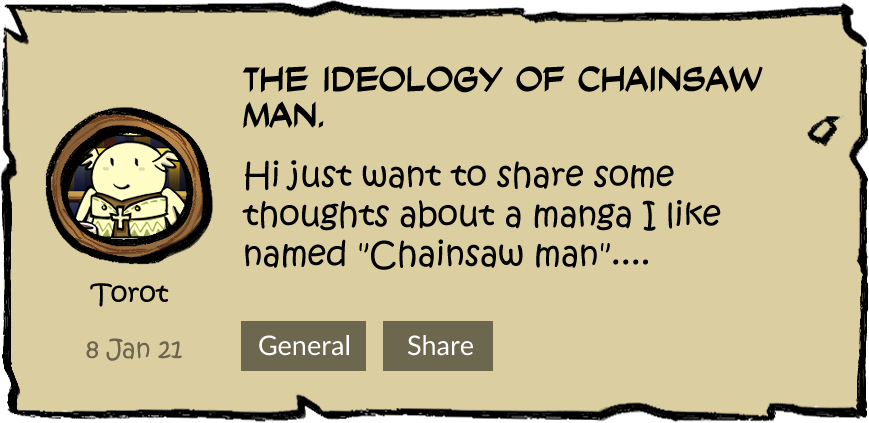 THE IDEOLOGY OF CHAINSAW
MAN.
Hi just want to share some
thoughts about a manga I like
named "Chainsaw man"....
Torot
8 Jan 21
General
Share